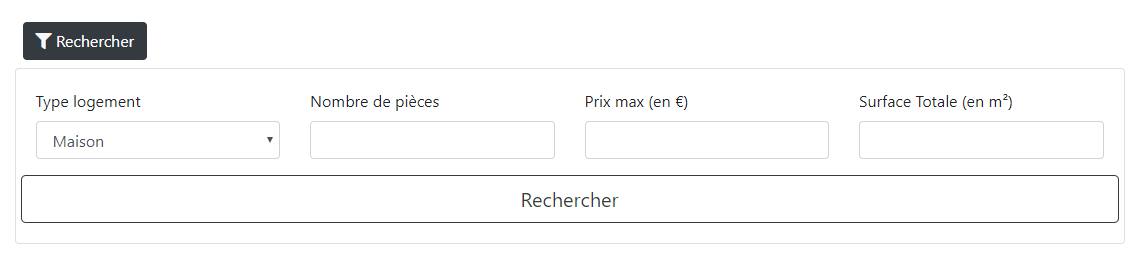 Rechercher
Type logement
Nombre de pièces
Prix max (en €)
Surface Totale (en m²)
Maison
Rechercher